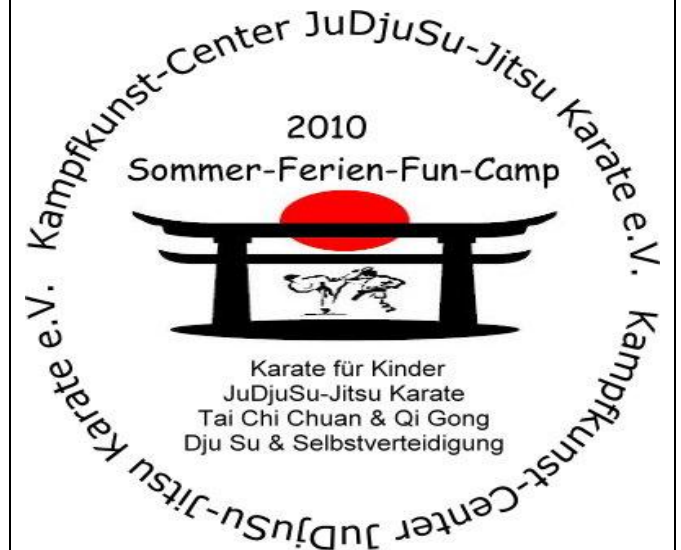 Kampfkunst-Center JuDjuSu-Jitsu Karate e.V. Kampfkunst-Center JuDjuSu-Jitsu Karate e.V.
2010
Sommer-Ferien-Fun-Camp
Karate für Kinder
JuDjuSu-Jitsu Karate
Tai Chi Chuan & Qi Gong
Dju Su & Selbstverteidigung